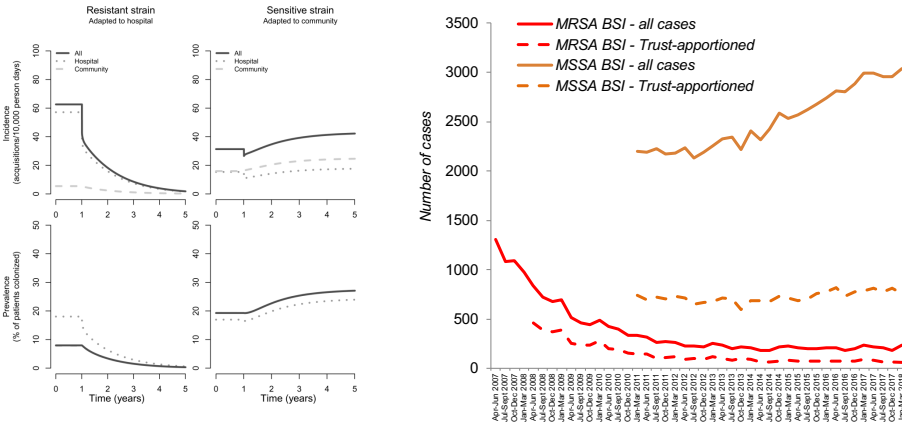 Resistant strain
Adapted to hospital
Sensitive strain
Adapted to community
Incidence
(acquisitions/10,000 person days)
100
80
60
40
20
0
All
Hospital
Community
0 1 2 3 4 5
100
80
60
40
20
0
All
Hospital
Community
0 1 2 3 4 5
Prevalence
(% of patients colonized)
50
40
30
20
10
0
0 1 2 3 4 5
Time (years)
50
40
30
20
10
0
0 1 2 3 4 5
Time (years)
Number of cases
3500
3000
2500
2000
1500
1000
500
0
MRSA BSI - all cases
MRSA BSI - Trust-apportioned
MSSA BSI - all cases
MSSA BSI - Trust-apportioned
Apr-Jun 2007
Jul-Sept 2007
Oct-Dec 2007
Jan-Mar 2008
Apr-Jun 2008
Jul-Sept 2008
Oct-Dec 2008
Jan-Mar 2009
Apr-Jun 2009
Jul-Sept 2009
Oct-Dec 2009
Jan-Mar 2010
Apr-Jun 2010
Jul-Sept 2010
Oct-Dec 2010
Jan-Mar 2011
Apr-Jun 2011
Jul-Sept 2011
Oct-Dec 2011
Jan-Mar 2012
Apr-Jun 2012
Jul-Sept 2012
Oct-Dec 2012
Jan-Mar 2013
Apr-Jun 2013
Jul-Sept 2013
Oct-Dec 2013
Jan-Mar 2014
Apr-Jun 2014
Jul-Sept 2014
Oct-Dec 2014
Jan-Mar 2015
Apr-Jun 2015
Jul-Sept 2015
Oct-Dec 2015
Jan-Mar 2016
Apr-Jun 2016
Jul-Sept 2016
Oct-Dec 2016
Jan-Mar 2017
Apr-Jun 2017
Jul-Sept 2017
Oct-Dec 2017
Jan-Mar 2018